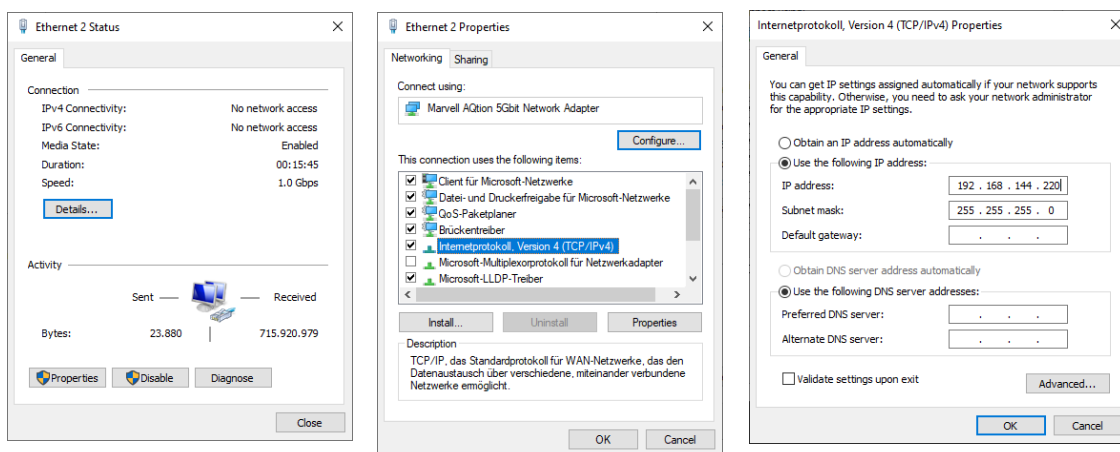 Ethernet 2 Status
General
Connection
IPv4 Connectivity: No network access
IPv6 Connectivity: No network access
Media State: Enabled
Duration: 00:15:45
Speed: 1.0 Gbps
Details...
Activity
Sent — Received
Bytes: 23.880 715.920.979
Properties Disable Diagnose
Close
Ethernet 2 Properties
Networking Sharing
Connect using:
Marvell AQtion 5Gbit Network Adapter
Configure...
This connection uses the following items:
Client für Microsoft-Netzwerke
Datei- und Druckerfreigabe für Microsoft-Netzwerke
QoS-Paketplaner
Brückentreiber
Internetprotokoll, Version 4 (TCP/IPv4)
Microsoft-Multiplexorprotokoll für Netzwerkadapter
Microsoft-LLDP-Treiber
Install... Uninstall Properties
Description
TCP/IP, das Standardprotokoll für WAN-Netzwerke, das den
Datenaustausch über verschiedene, miteinander verbundene
Netzwerke ermöglicht.
OK Cancel
Internetprotokoll, Version 4 (TCP/IPv4) Properties
General
You can get IP settings assigned automatically if your network supports
this capability. Otherwise, you need to ask your network administrator
for the appropriate IP settings.
Obtain an IP address automatically
Use the following IP address:
IP address: 192 . 168 . 144 . 220
Subnet mask: 255 . 255 . 255 . 0
Default gateway: . . .
Obtain DNS server address automatically
Use the following DNS server addresses:
Preferred DNS server: . . .
Alternate DNS server: . . .
Validate settings upon exit
Advanced...
OK Cancel